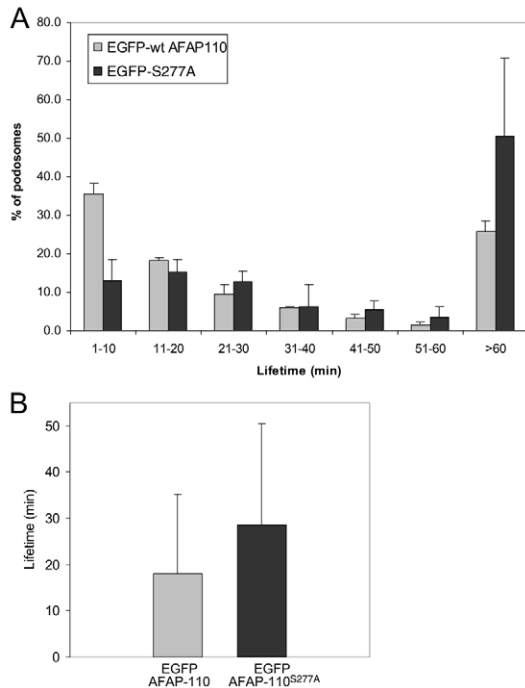 A
80.0
70.0
60.0
50.0
40.0
30.0
20.0
10.0
0.0
% of podosomes
EGFP-wt AFAP110
EGFP-S277A
1-10 11-20 21-30 31-40 41-50 51-60 >60
Lifetime (min)
B
50
40
30
20
10
0
Lifetime (min)
EGFP EGFP
AFAP-110 AFAP-110S277A